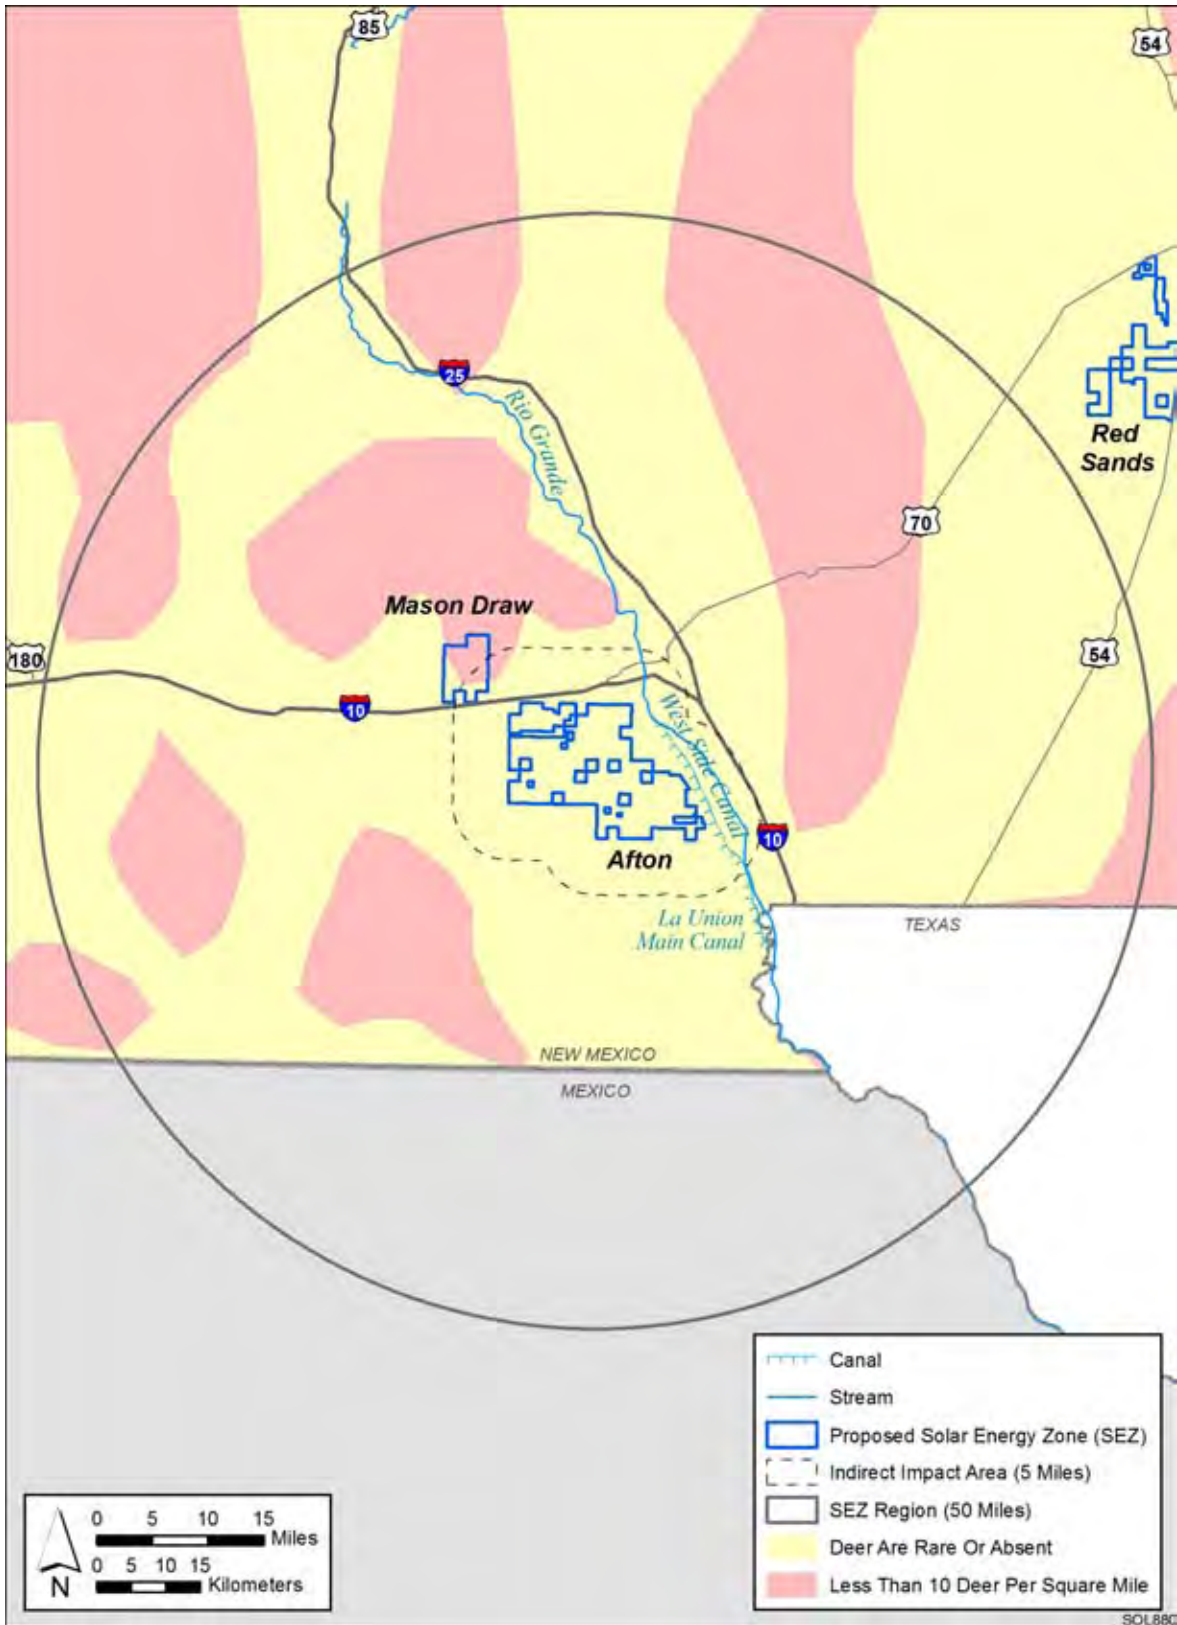 85
54
25
Rio Grande
Red
Sands
70
Mason Draw
180
54
10
West Side Canal
10
Afton
La Union
Main Canal
TEXAS
NEW MEXICO
MEXICO
Canal
Stream
Proposed Solar Energy Zone (SEZ)
Indirect Impact Area (5 Miles)
SEZ Region (50 Miles)
Deer Are Rare Or Absent
Less Than 10 Deer Per Square Mile
0 5 10 15
Miles
0 5 10 15
Kilometers
N
SOL880